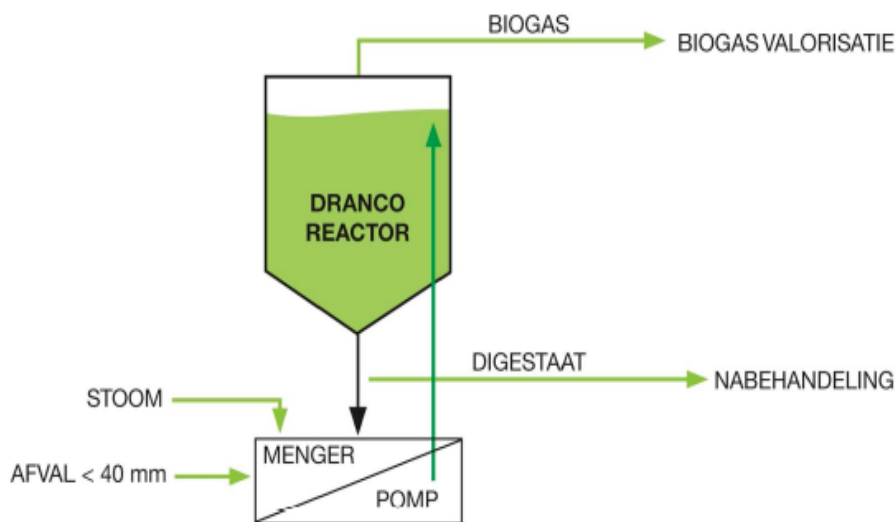 BIOGAS
BIOGAS VALORISATIE
DRANCO
REACTOR
DIGESTAAT
NABEHANDELING
STOOM
MENGER
AFVAL < 40 mm
POMP